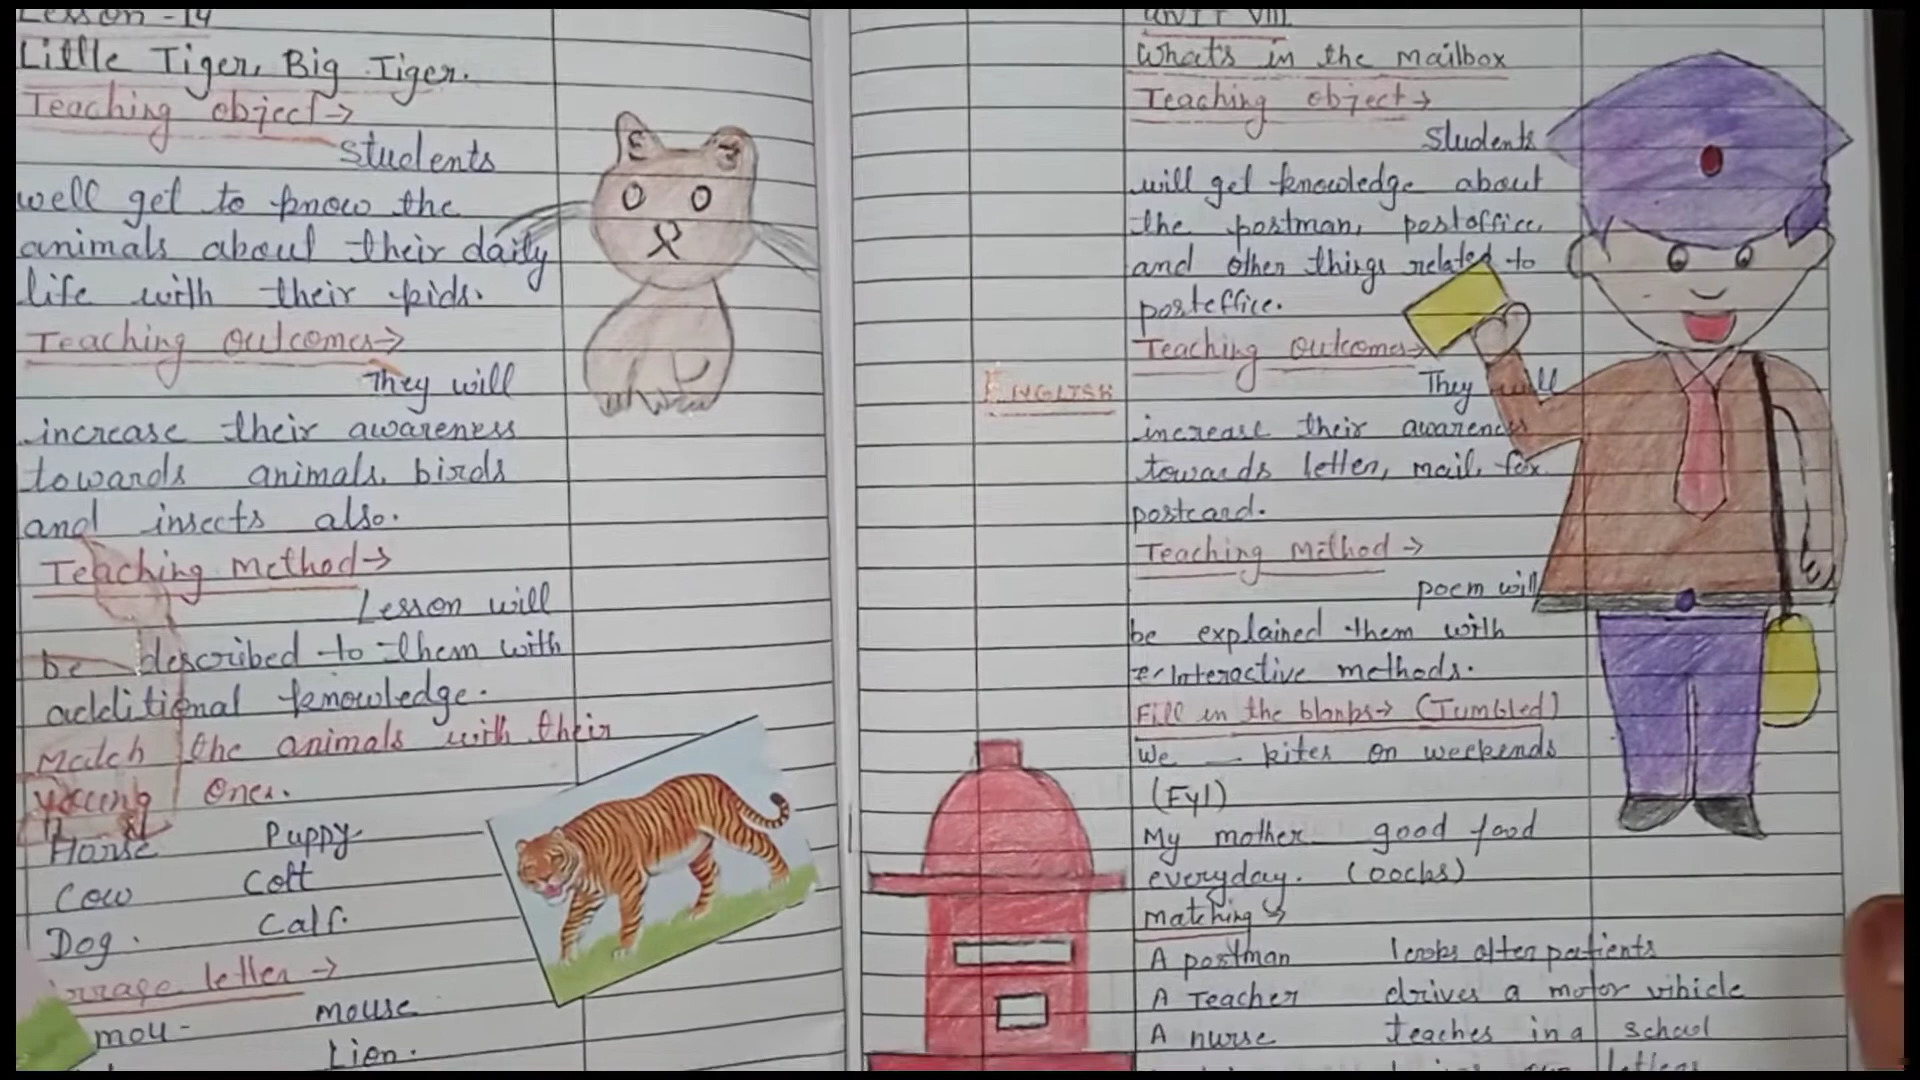 Lesson -14
Little Tiger, Big Tiger.
Teaching object→
students
well get to know the
animals about their daily
life with their kids.
Teaching outcomes→
They will
increase their awareness
towards animals, birds
and insects also.
Teaching method→
Lesson will
be described to them with
additional knowledge.
Match the animals with their
young ones.
Horse Puppy
Cow Colt
Dog. Calf.
letter →
mou- mouse
Lion.
UNIT VIII
What's in the mailbox
Teaching object→
Students
will get knowledge about
the postman, postoffice,
and other things related to
postoffice.
Teaching outcomes→
They will
ENGLISH
increase their awareness
towards letter, mail, fax
postcard.
Teaching method →
poem will
be explained them with
Interactive methods.
Fill in the blanks→ (Jumbled)
We __ kites on weekends
(Fyl)
My mother good food
everyday. (oocks)
matching
A postman looks after patients
A Teacher drives a motor vihicle
A nurse teaches in a school
letters